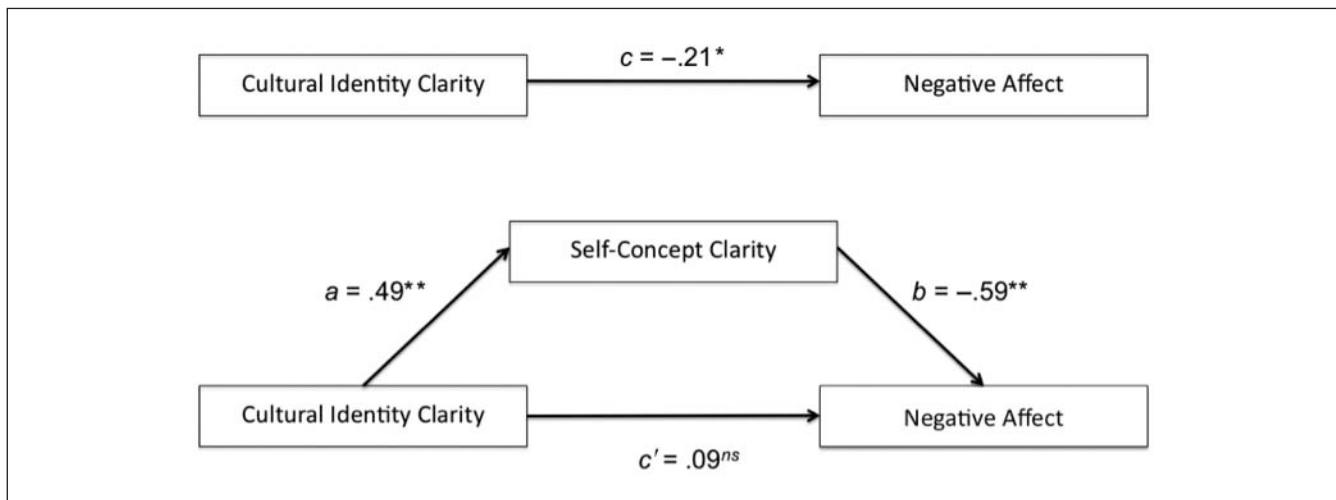 c = –.21*
Cultural Identity Clarity
Negative Affect
Self-Concept Clarity
a = .49**
b = –.59**
Cultural Identity Clarity
Negative Affect
c' = .09ns